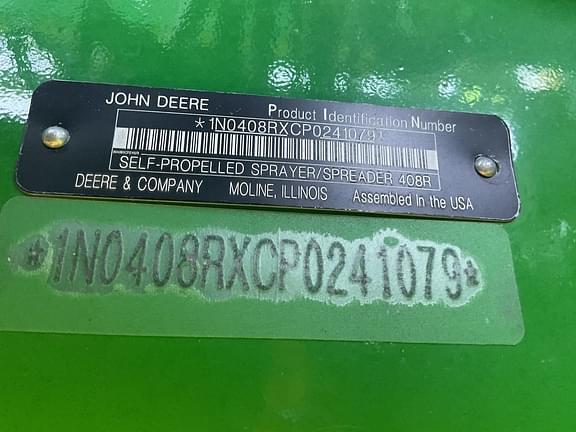 JOHN DEERE
Product Identification Number
*1N0408RXCP0241079*
SELF-PROPELLED SPRAYER/SPREADER 408R
DEERE & COMPANY MOLINE, ILLINOIS Assembled In the USA
*1N0408RXCP0241079*